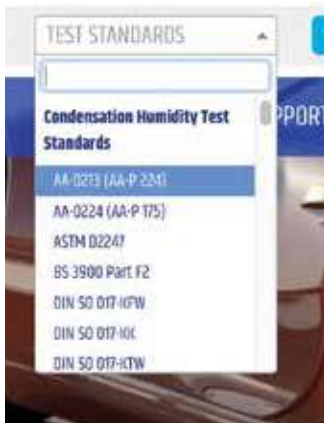 TEST STANDARDS
PPORT
Condensation Humidity Test
Standards
AA-0213 (AA-P 224)
AA-0224 (AA-P 175)
ASTM D2247
BS 3900 Part F2
DIN 50 017-KFW
DIN 50 017-KK
DIN 50 017-KTW